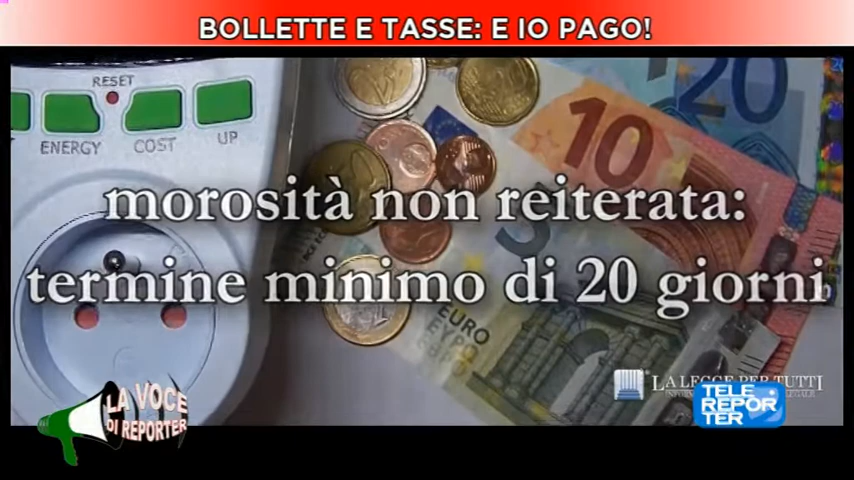 BOLLETTE E TASSE: E IO PAGO!
RESET
ENERGY COST UP
20
10
5
morosità non reiterata:
termine minimo di 20 giorni
EURO
LA LEGGE PER TUTTI
LA VOCE
DI REPORTER
TELE
REPOR
TER